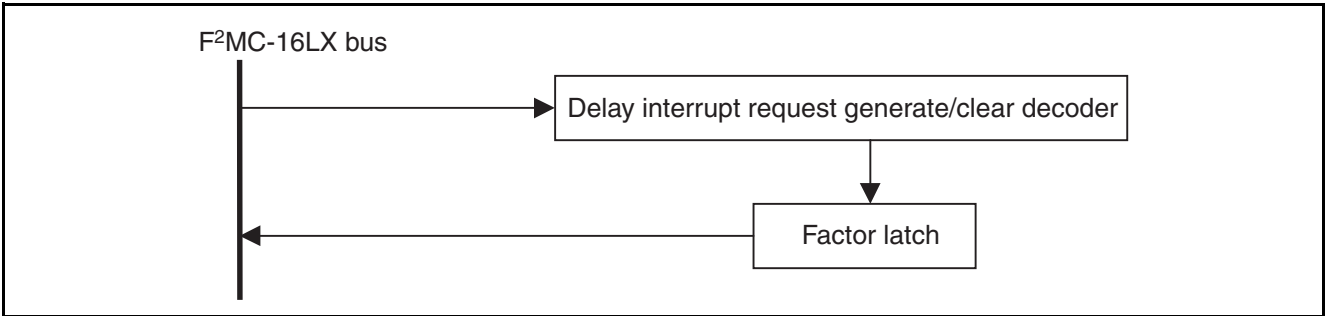 F²MC-16LX bus
Delay interrupt request generate/clear decoder
Factor latch